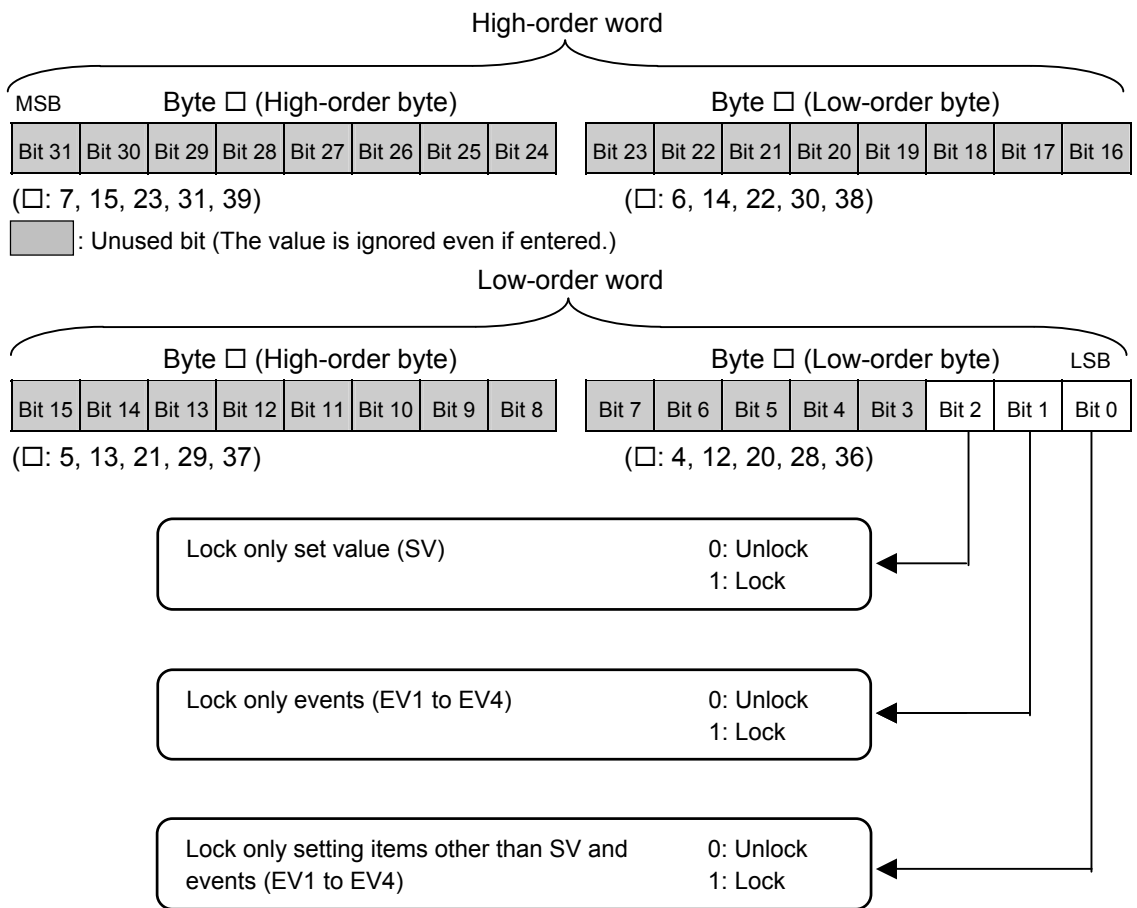 High-order word
MSB Byte □ (High-order byte) Byte □ (Low-order byte)
Bit 31 Bit 30 Bit 29 Bit 28 Bit 27 Bit 26 Bit 25 Bit 24 Bit 23 Bit 22 Bit 21 Bit 20 Bit 19 Bit 18 Bit 17 Bit 16
(□: 7, 15, 23, 31, 39) (□: 6, 14, 22, 30, 38)
: Unused bit (The value is ignored even if entered.)
Low-order word
Byte □ (High-order byte) Byte □ (Low-order byte) LSB
Bit 15 Bit 14 Bit 13 Bit 12 Bit 11 Bit 10 Bit 9 Bit 8 Bit 7 Bit 6 Bit 5 Bit 4 Bit 3 Bit 2 Bit 1 Bit 0
(□: 5, 13, 21, 29, 37) (□: 4, 12, 20, 28, 36)
Lock only set value (SV) 0: Unlock
1: Lock
Lock only events (EV1 to EV4) 0: Unlock
1: Lock
Lock only setting items other than SV and 0: Unlock
events (EV1 to EV4) 1: Lock